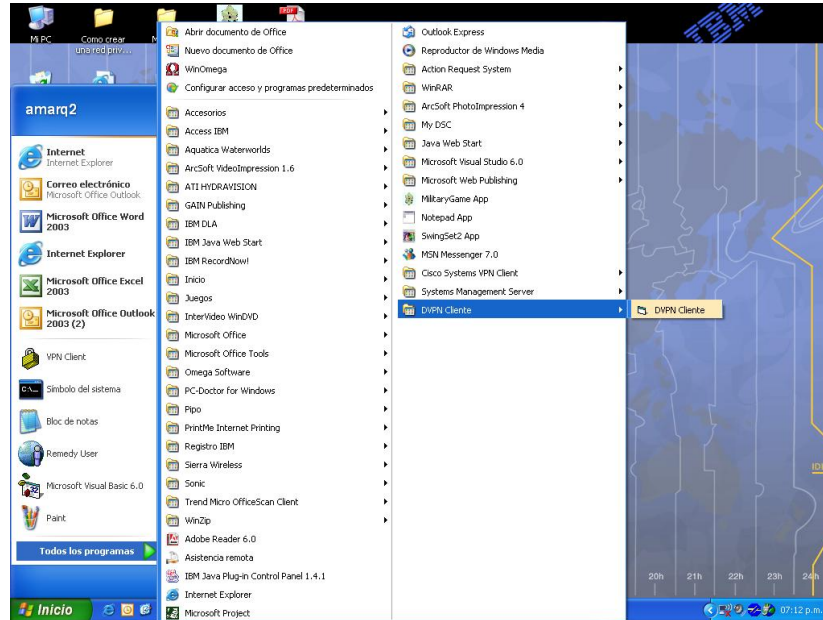 Mi PC
Como crear
una red priv...
PDF
IBM
amarq2
Internet
Internet Explorer
Correo electrónico
Microsoft Office Outlook
Microsoft Office Word
2003
Internet Explorer
Microsoft Office Excel
2003
Microsoft Office Outlook
2003 (2)
VPN Client
Símbolo del sistema
Bloc de notas
Remedy User
Microsoft Visual Basic 6.0
Paint
Todos los programas
Abrir documento de Office
Nuevo documento de Office
WinOmega
Configurar acceso y programas predeterminados
Accesorios
Access IBM
Aquatica Waterworlds
ArcSoft VideoImpression 1.6
ATI HYDRAVISION
GAIN Publishing
IBM DLA
IBM Java Web Start
IBM RecordNow!
Inicio
Juegos
InterVideo WinDVD
Microsoft Office
Microsoft Office Tools
Omega Software
PC-Doctor for Windows
Pipo
PrintMe Internet Printing
Registro IBM
Sierra Wireless
Sonic
Trend Micro OfficeScan Client
WinZip
Adobe Reader 6.0
Asistencia remota
IBM Java Plug-in Control Panel 1.4.1
Internet Explorer
Microsoft Project
Outlook Express
Reproductor de Windows Media
Action Request System
WinRAR
ArcSoft PhotoImpression 4
My DSC
Java Web Start
Microsoft Visual Studio 6.0
Microsoft Web Publishing
MilitaryGame App
Notepad App
SwingSet2 App
MSN Messenger 7.0
Cisco Systems VPN Client
Systems Management Server
DVPN Cliente
DVPN Cliente
20h 21h 22h 23h 24h
Inicio
07:12 p.m.